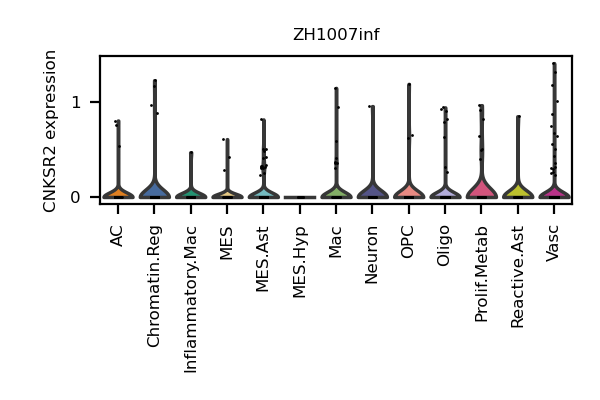 ZH1007inf
CNKSR2 expression
1
0
AC
Chromatin.Reg
Inflammatory.Mac
MES
MES.Ast
MES.Hyp
Mac
Neuron
OPC
Oligo
Prolif.Metab
Reactive.Ast
Vasc